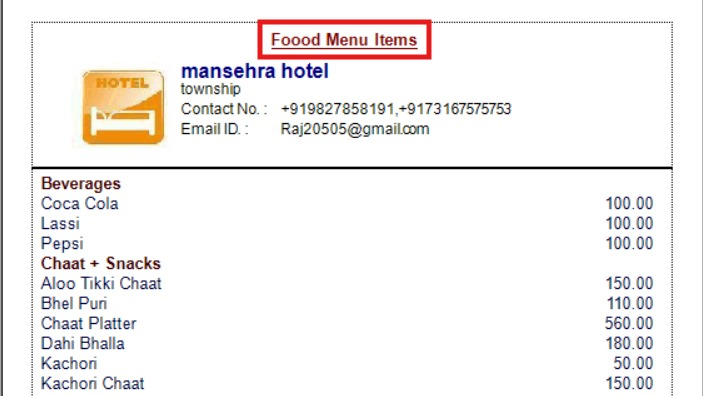 Foood Menu Items
HOTEL
mansehra hotel
township
Contact No. : +919827858191,+9173167575753
Email ID. : Raj20505@gmail.com
Beverages
Coca Cola 100.00
Lassi 100.00
Pepsi 100.00
Chaat + Snacks
Aloo Tikki Chaat 150.00
Bhel Puri 110.00
Chaat Platter 560.00
Dahi Bhalla 180.00
Kachori 50.00
Kachori Chaat 150.00